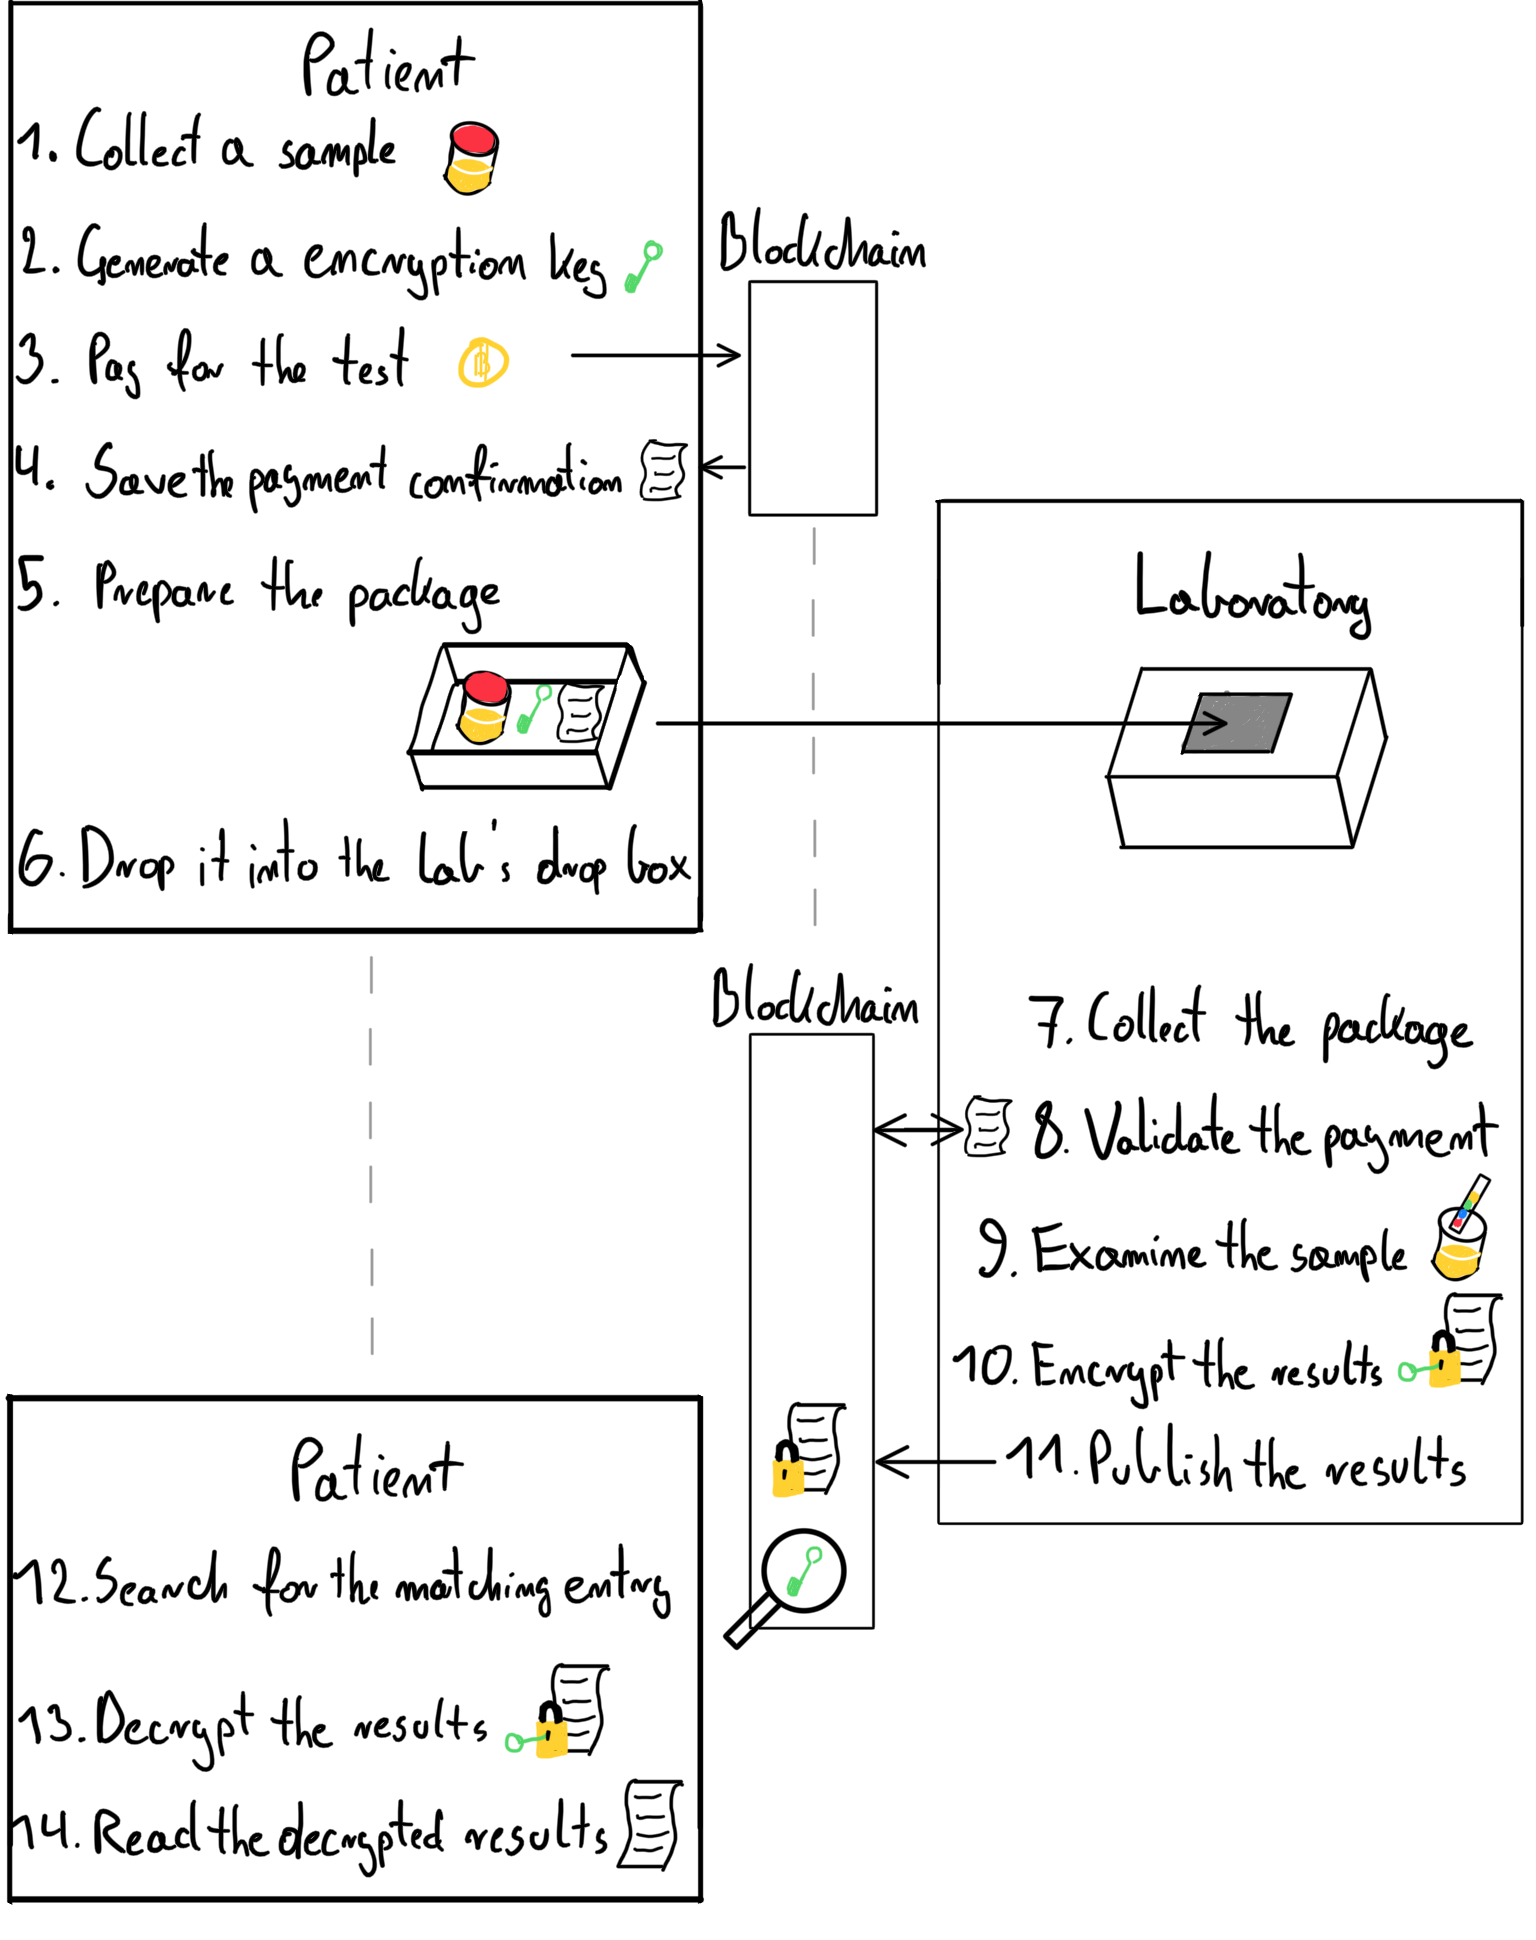 Patient
1. Collect a sample
2. Generate a encryption key
3. Pay for the test
4. Save the payment confirmation
5. Prepare the package
6. Drop it into the lab's drop box
Blockchain
Laboratory
Blockchain
7. Collect the package
8. Validate the payment
9. Examine the sample
10. Encrypt the results
11. Publish the results
Patient
12. Search for the matching entry
13. Decrypt the results
14. Read the decrypted results